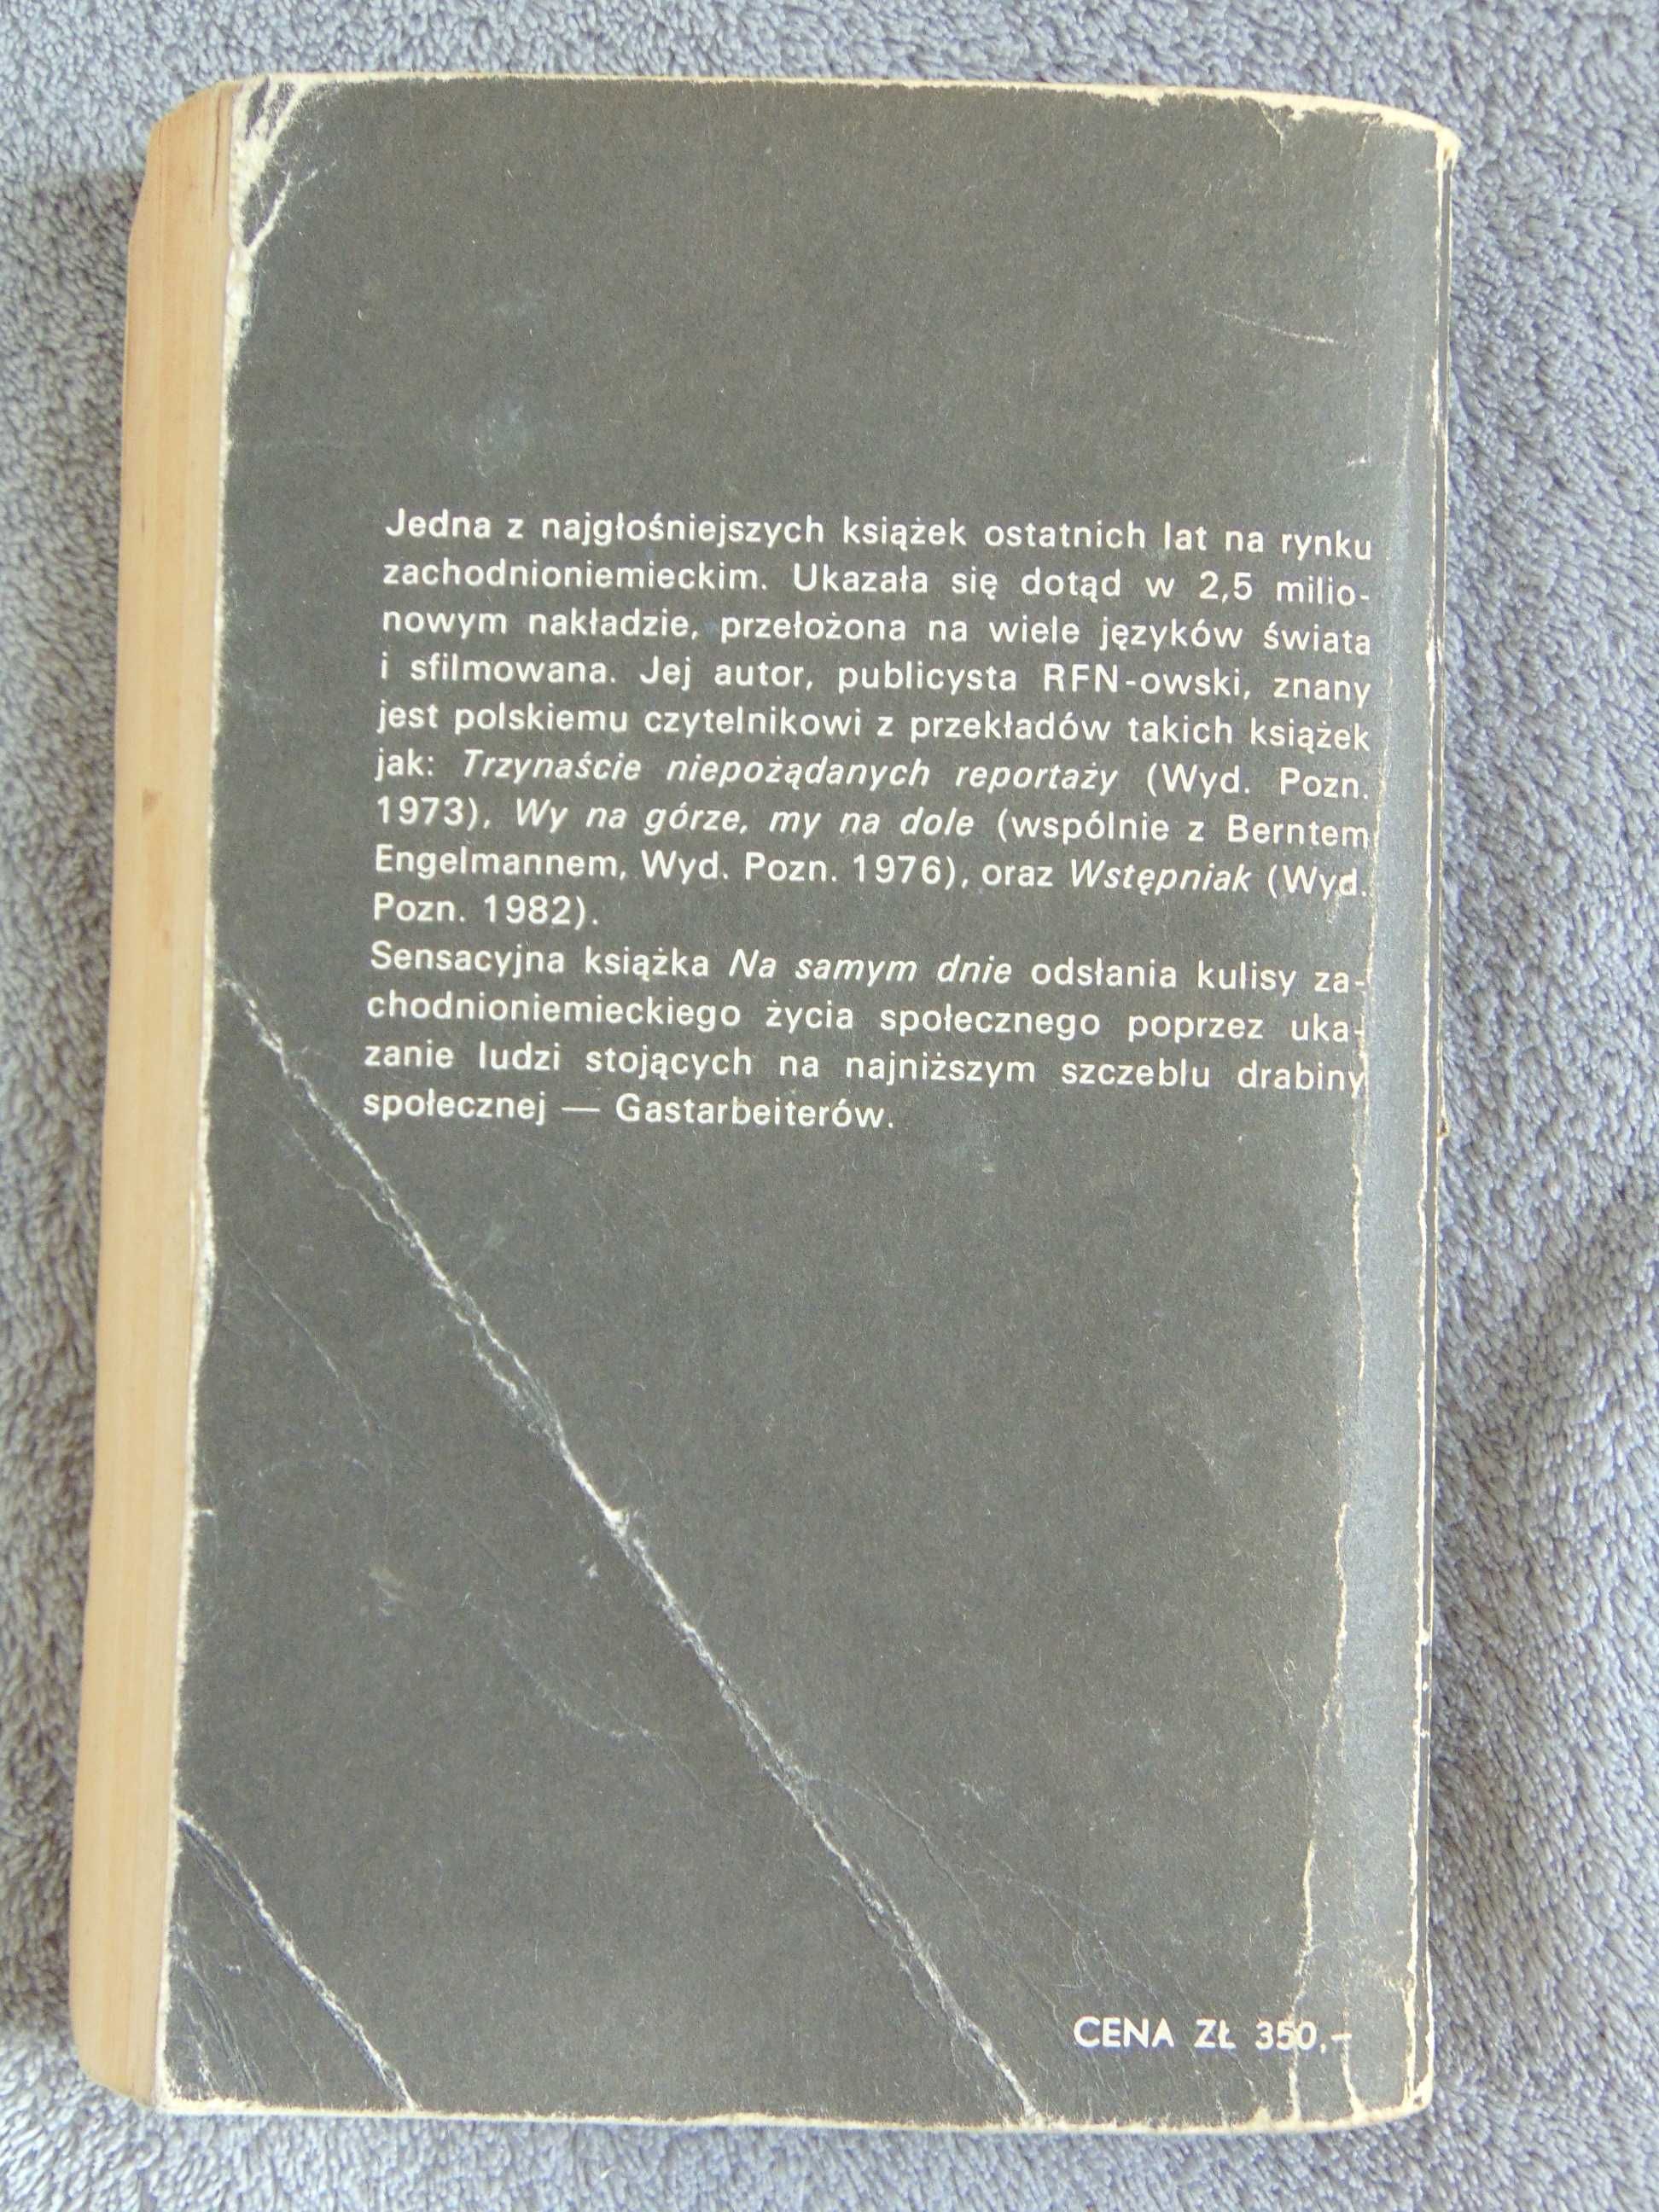 Jedna z najgłośniejszych książek ostatnich lat na rynku
zachodnioniemieckim. Ukazała się dotąd w 2,5 milio-
nowym nakładzie, przełożona na wiele języków świata
i sfilmowana. Jej autor, publicysta RFN-owski, znany
jest polskiemu czytelnikowi z przekładów takich książek
jak: Trzynaście niepożądanych reportaży (Wyd. Pozn.
1973), Wy na górze, my na dole (wspólnie z Berntem
Engelmannem, Wyd. Pozn. 1976), oraz Wstępniak (Wyd.
Pozn. 1982).
Sensacyjna książka Na samym dnie odsłania kulisy za-
chodnioniemieckiego życia społecznego poprzez uka-
zanie ludzi stojących na najniższym szczeblu drabiny
społecznej — Gastarbeiterów.
CENA ZŁ 350,-